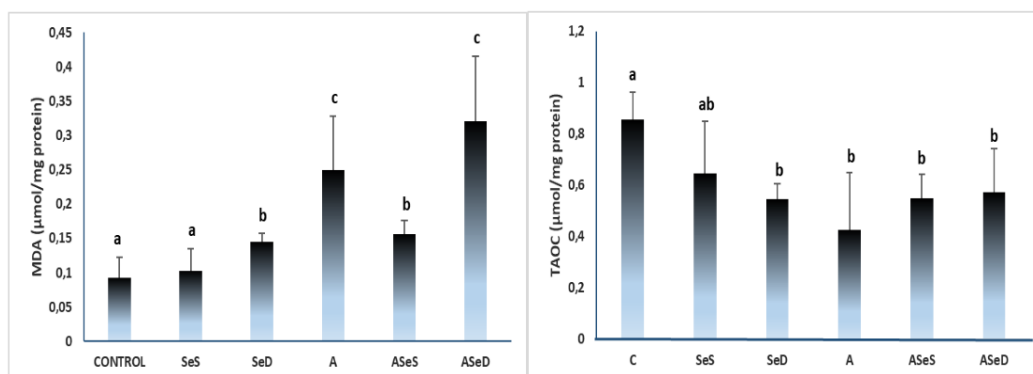 MDA (µmol/mg protein)
0,45
0,4
0,35
0,3
0,25
0,2
0,15
0,1
0,05
0
a
a
b
c
b
c
CONTROL SeS SeD A ASeS ASeD
TAOC (µmol/mg protein)
1,2
1
0,8
0,6
0,4
0,2
0
a
ab
b
b
b
b
C SeS SeD A ASeS ASeD